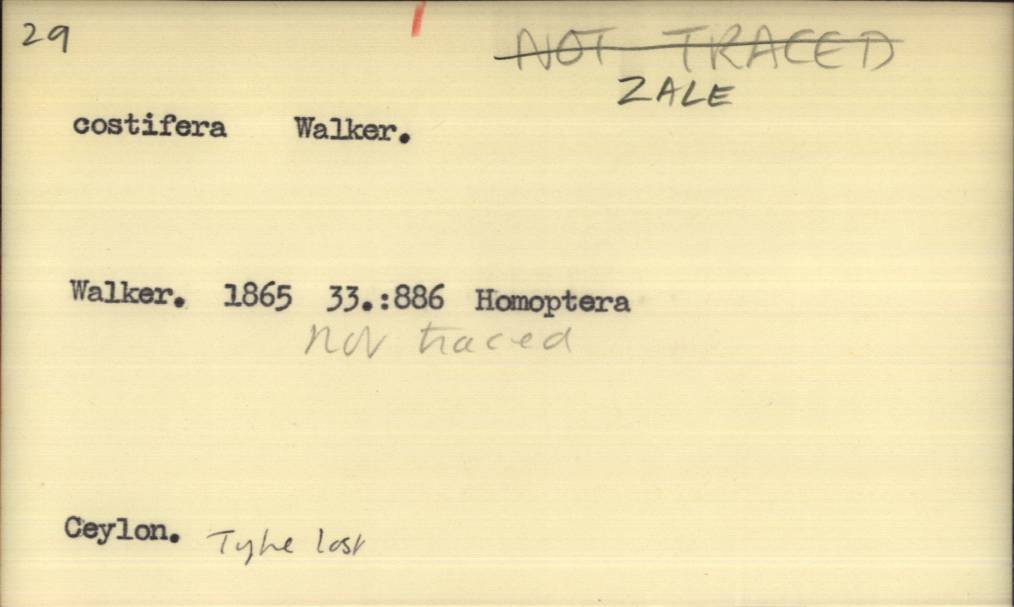 29
NOT TRACED
ZALE
costifera Walker.
Walker. 1865 33.:886 Homoptera
Not traced
Ceylon. Type lost